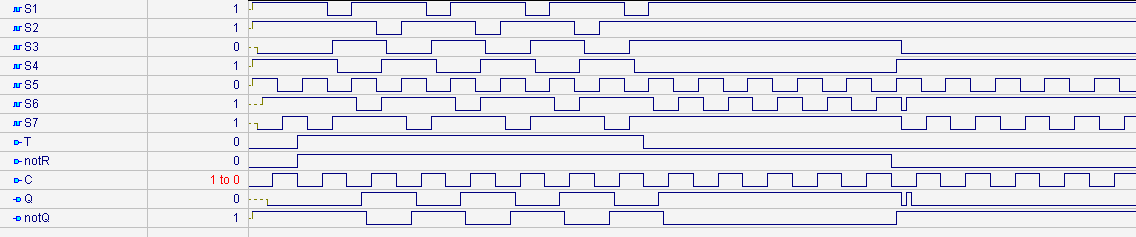 S1 1
S2 1
S3 0
S4 1
S5 0
S6 1
S7 1
T 0
notR 0
C 1 to 0
Q 0
notQ 1